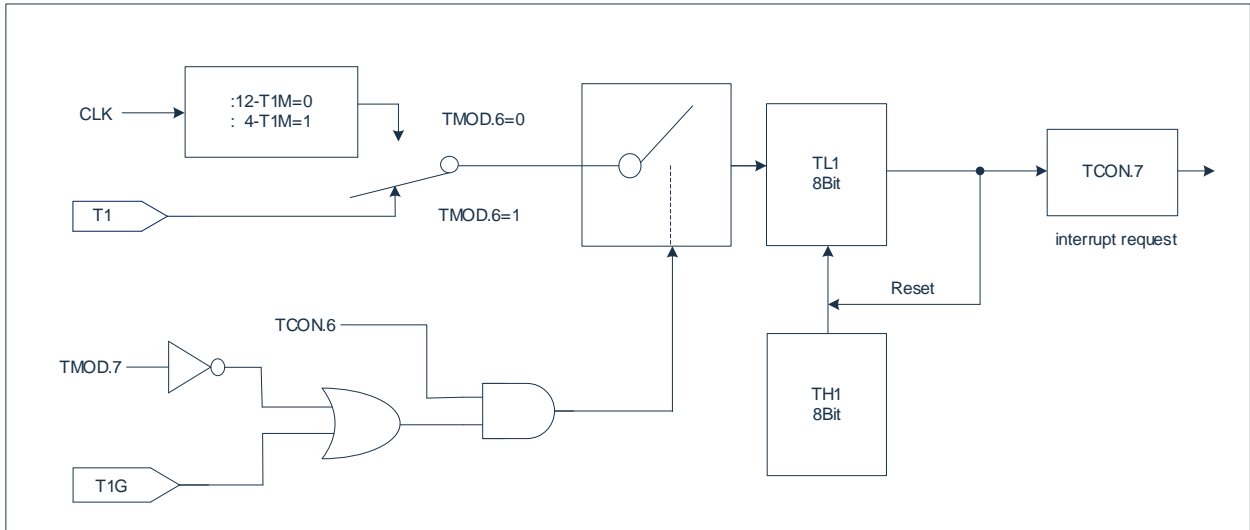 :12-T1M=0
: 4-T1M=1
CLK
TMOD.6=0
T1
TMOD.6=1
TL1
8Bit
TCON.7
interrupt request
Reset
TCON.6
TMOD.7
TH1
8Bit
T1G